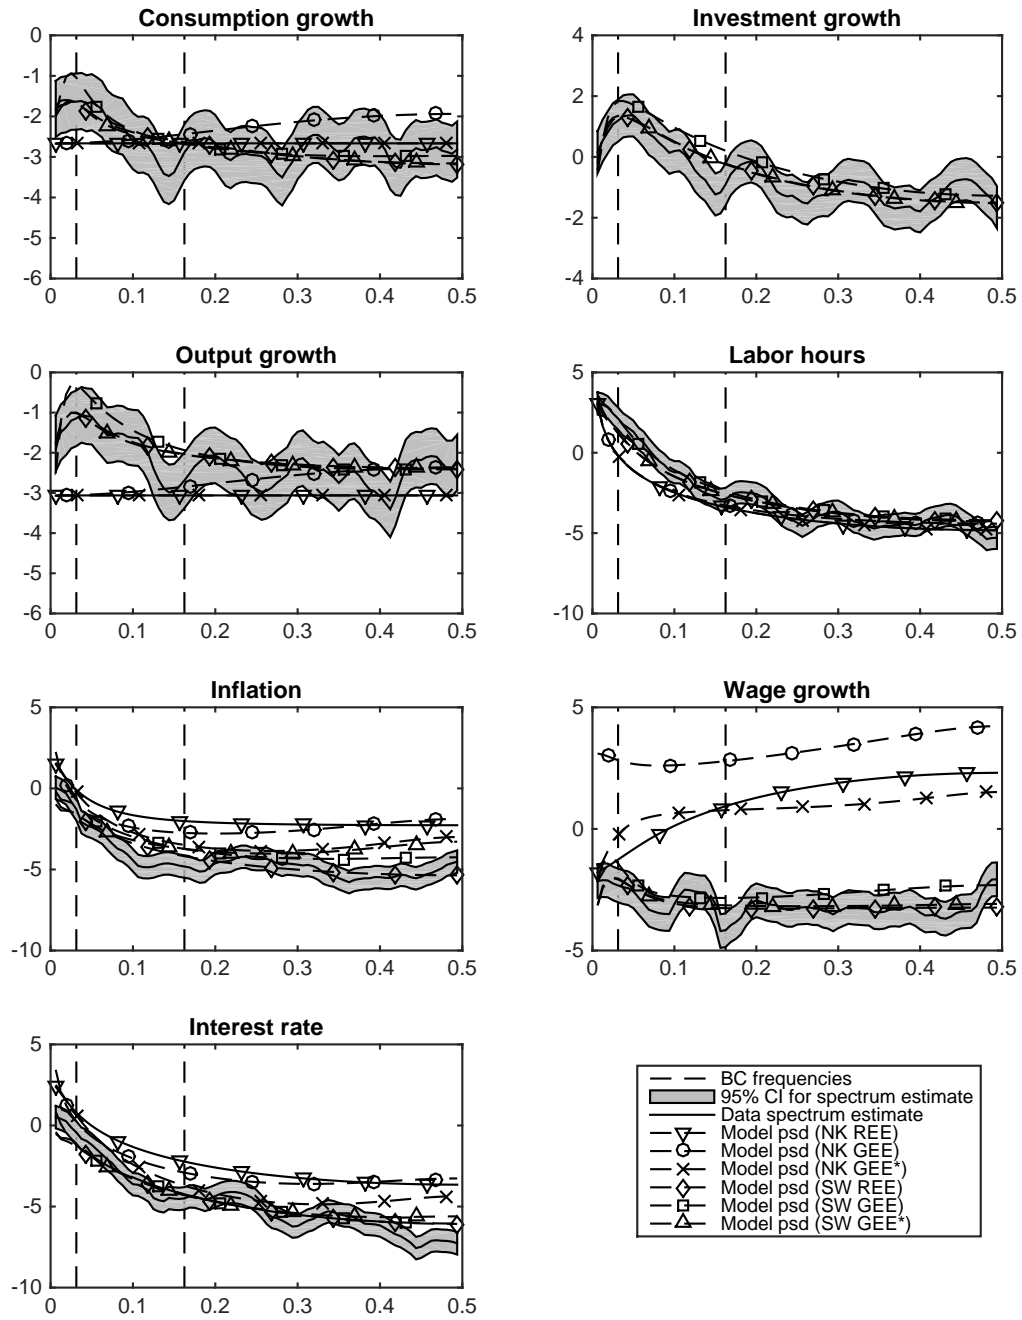 Consumption growth
0
-1
-2
-3
-4
-5
-6
0 0.1 0.2 0.3 0.4 0.5
Investment growth
4
2
0
-2
-4
0 0.1 0.2 0.3 0.4 0.5
Output growth
0
-1
-2
-3
-4
-5
-6
0 0.1 0.2 0.3 0.4 0.5
Labor hours
5
0
-5
-10
0 0.1 0.2 0.3 0.4 0.5
Inflation
5
0
-5
-10
0 0.1 0.2 0.3 0.4 0.5
Wage growth
5
0
-5
0 0.1 0.2 0.3 0.4 0.5
Interest rate
5
0
-5
-10
0 0.1 0.2 0.3 0.4 0.5
BC frequencies
95% CI for spectrum estimate
Data spectrum estimate
Model psd (NK REE)
Model psd (NK GEE)
Model psd (NK GEE*)
Model psd (SW REE)
Model psd (SW GEE)
Model psd (SW GEE*)